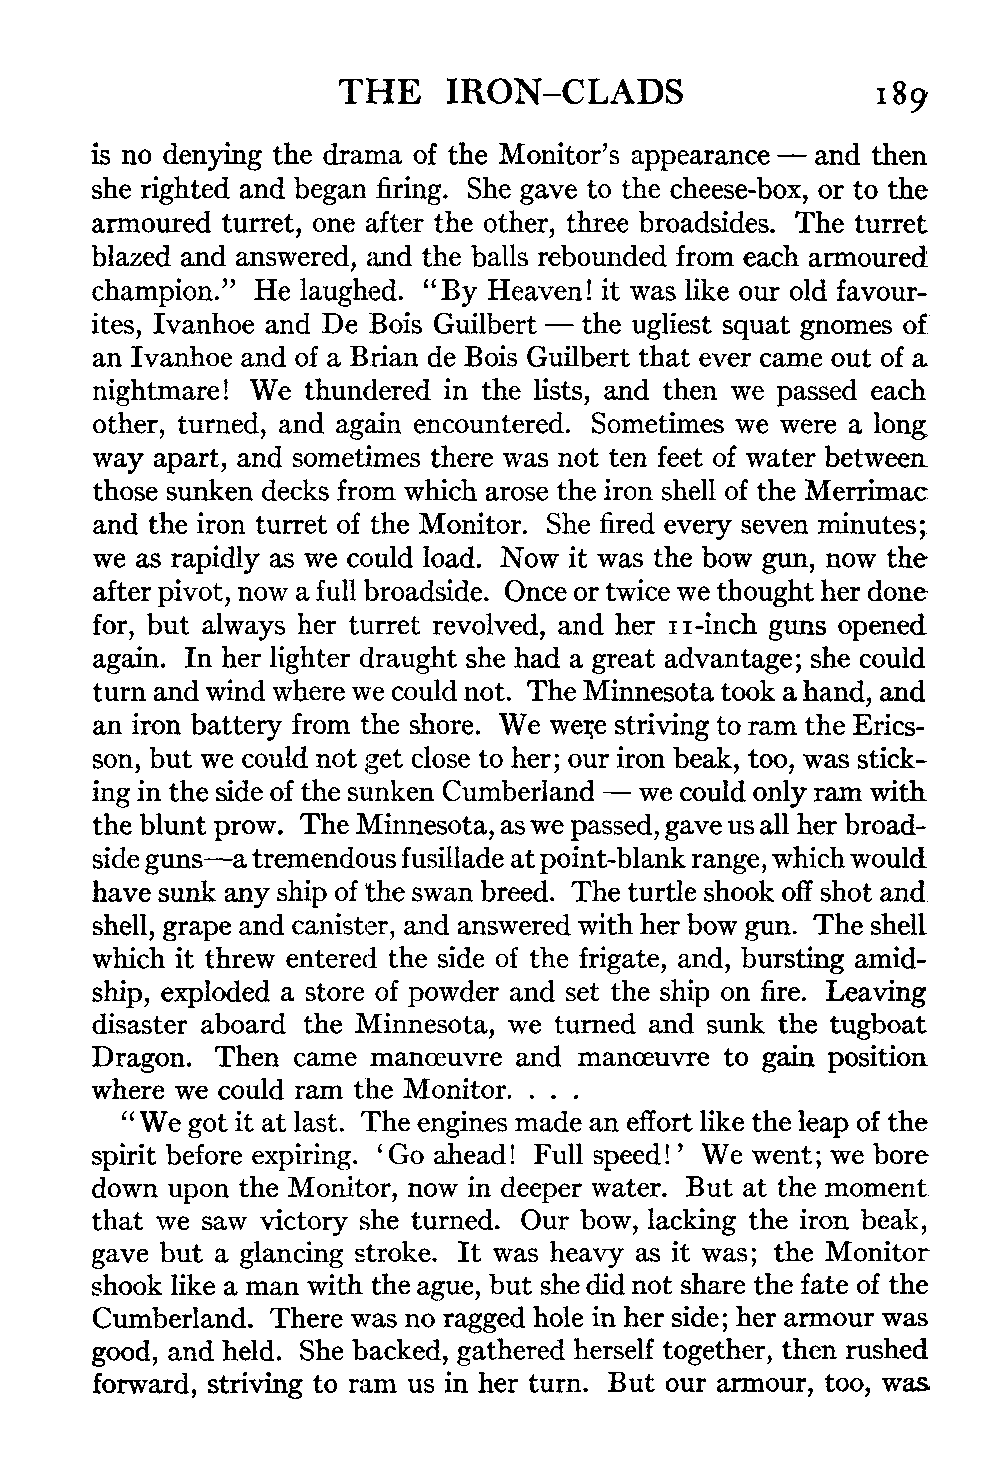 THE IRON-CLADS 189
is no denying the drama of the Monitor's appearance — and then
she righted and began firing. She gave to the cheese-box, or to the
armoured turret, one after the other, three broadsides. The turret
blazed and answered, and the balls rebounded from each armoured
champion." He laughed. "By Heaven! it was like our old favour-
ites, Ivanhoe and De Bois Guilbert — the ugliest squat gnomes of
an Ivanhoe and of a Brian de Bois Guilbert that ever came out of a
nightmare! We thundered in the lists, and then we passed each
other, turned, and again encountered. Sometimes we were a long
way apart, and sometimes there was not ten feet of water between
those sunken decks from which arose the iron shell of the Merrimac
and the iron turret of the Monitor. She fired every seven minutes;
we as rapidly as we could load. Now it was the bow gun, now the
after pivot, now a full broadside. Once or twice we thought her done
for, but always her turret revolved, and her 11-inch guns opened
again. In her lighter draught she had a great advantage; she could
turn and wind where we could not. The Minnesota took a hand, and
an iron battery from the shore. We were striving to ram the Erics-
son, but we could not get close to her; our iron beak, too, was stick-
ing in the side of the sunken Cumberland — we could only ram with
the blunt prow. The Minnesota, as we passed, gave us all her broad-
side guns—a tremendous fusillade at point-blank range, which would
have sunk any ship of the swan breed. The turtle shook off shot and
shell, grape and canister, and answered with her bow gun. The shell
which it threw entered the side of the frigate, and, bursting amid-
ship, exploded a store of powder and set the ship on fire. Leaving
disaster aboard the Minnesota, we turned and sunk the tugboat
Dragon. Then came manœuvre and manœuvre to gain position
where we could ram the Monitor. . . .
"We got it at last. The engines made an effort like the leap of the
spirit before expiring. 'Go ahead! Full speed!' We went; we bore
down upon the Monitor, now in deeper water. But at the moment
that we saw victory she turned. Our bow, lacking the iron beak,
gave but a glancing stroke. It was heavy as it was; the Monitor
shook like a man with the ague, but she did not share the fate of the
Cumberland. There was no ragged hole in her side; her armour was
good, and held. She backed, gathered herself together, then rushed
forward, striving to ram us in her turn. But our armour, too, was